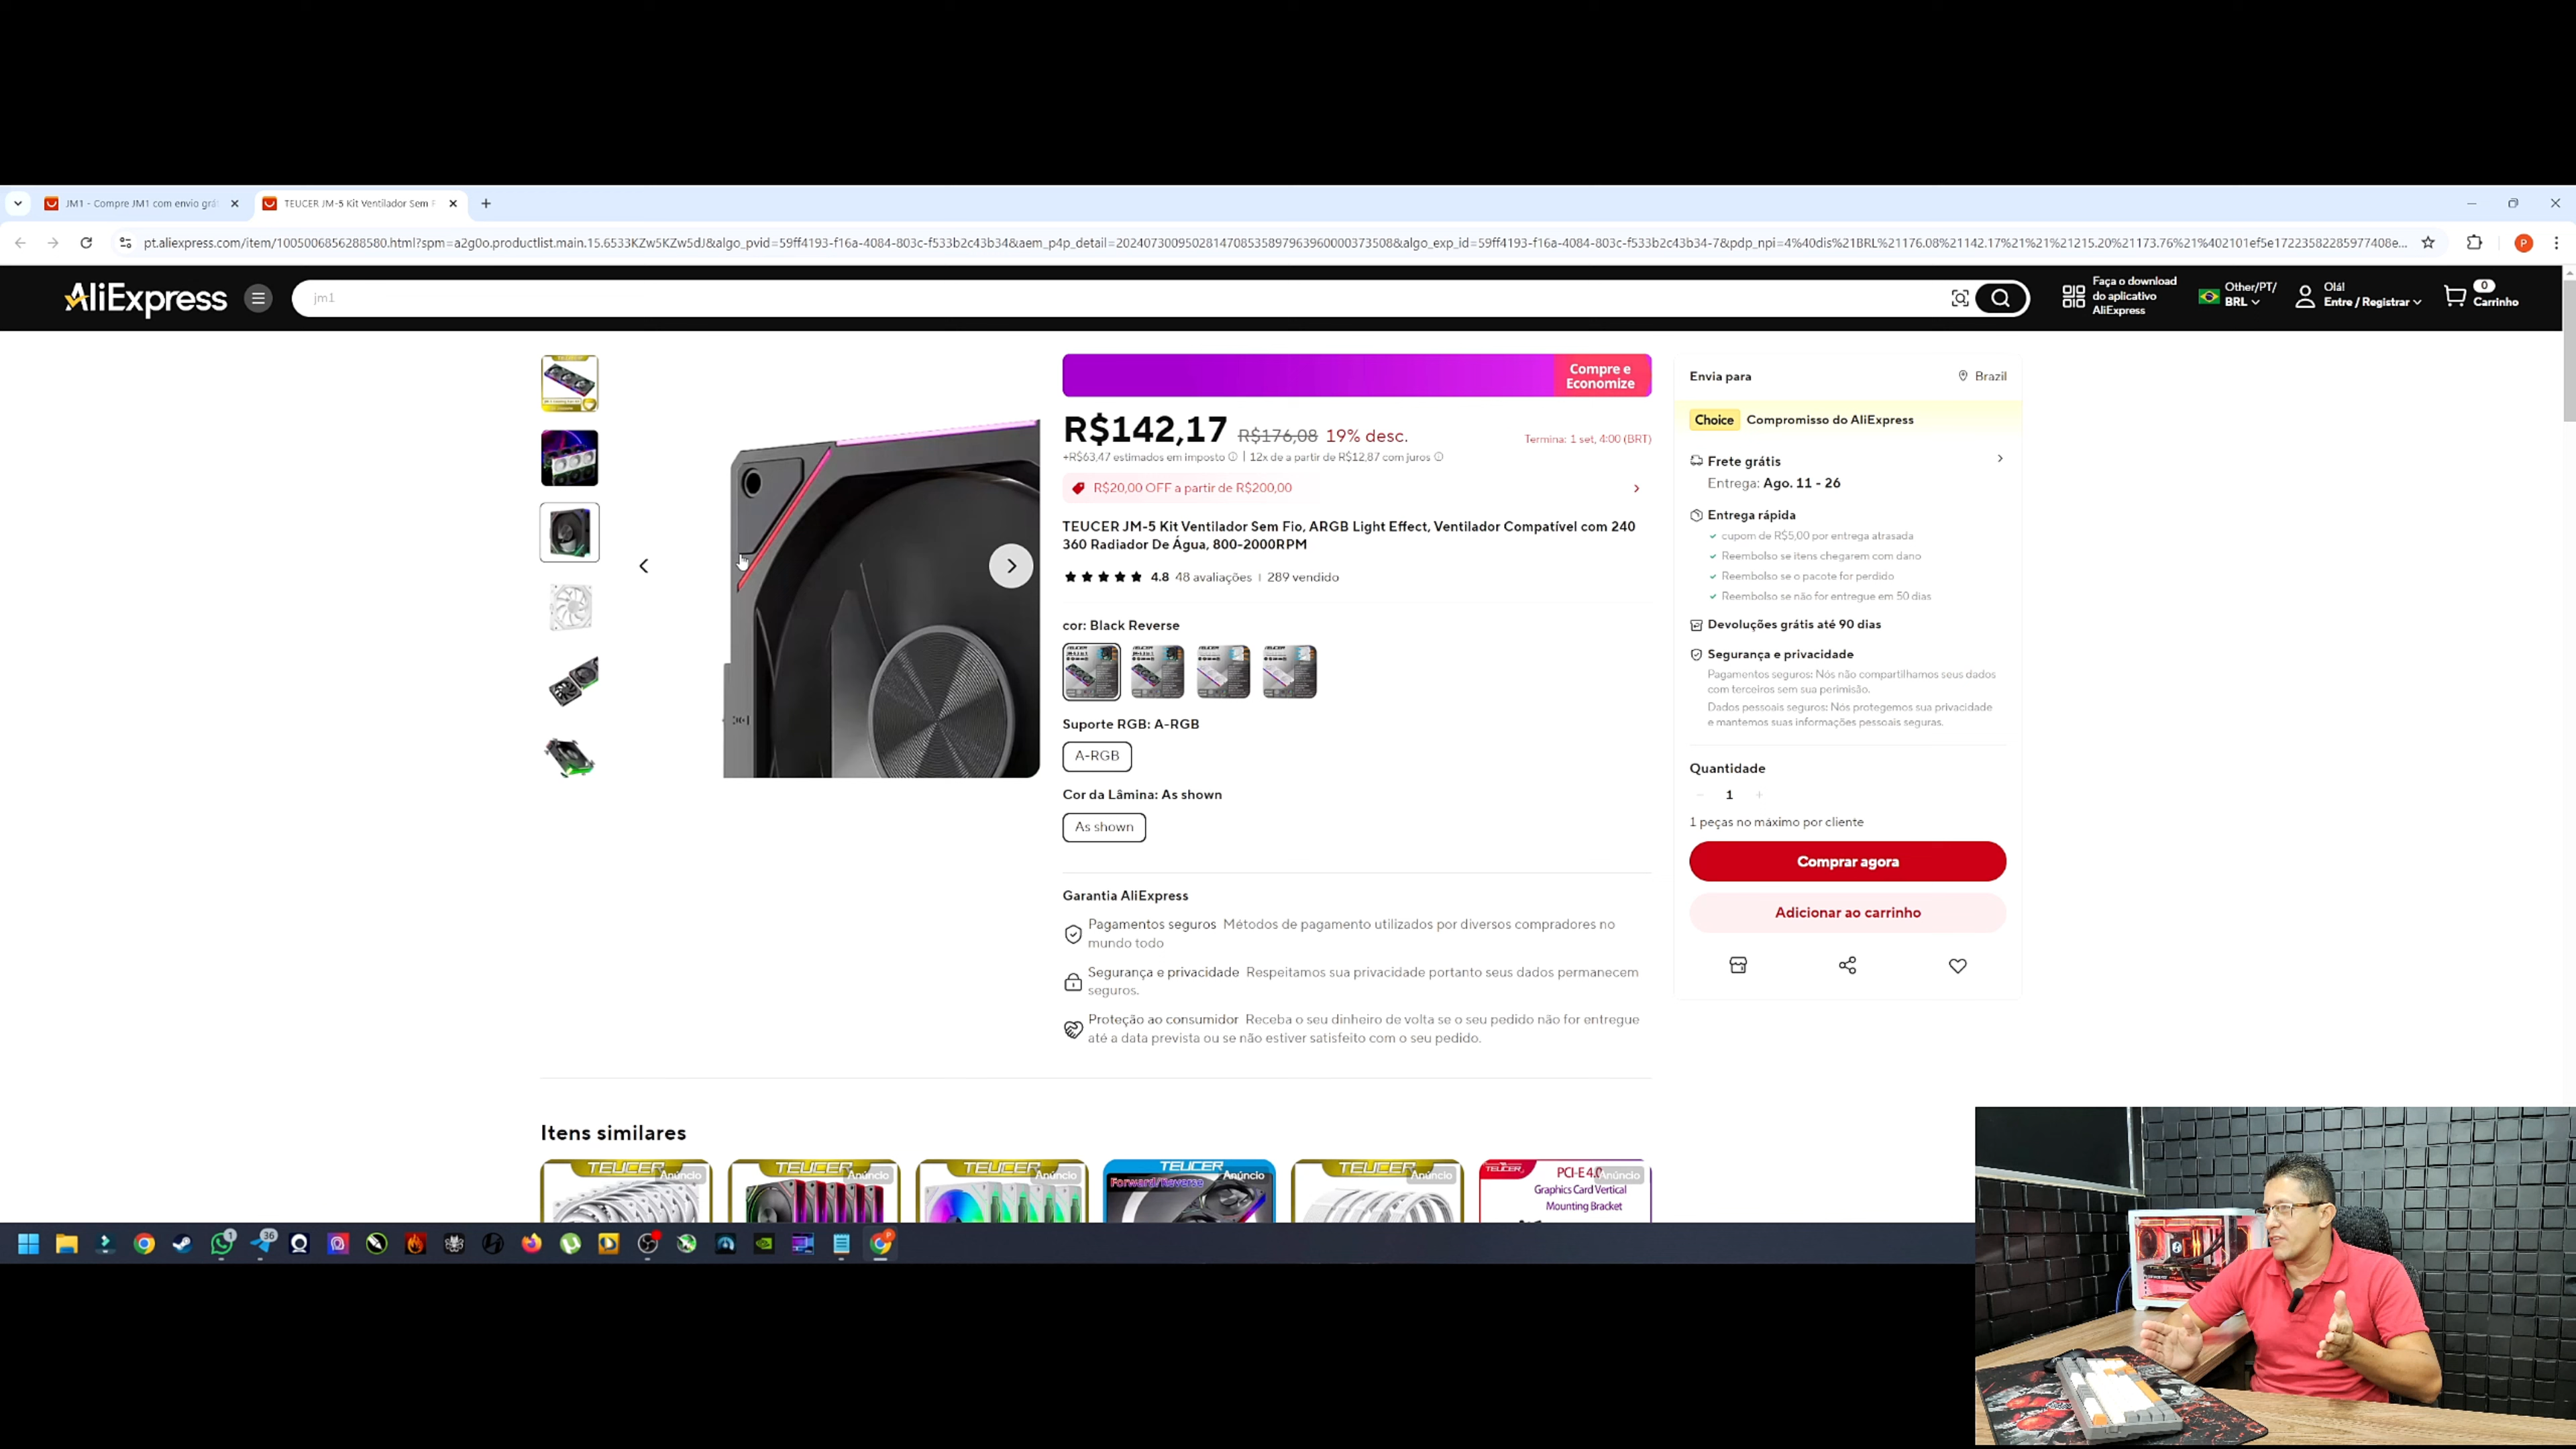 JM1 - Compre JM1 com envio grá
TEUCER JM-5 Kit Ventilador Sem F
pt.aliexpress.com/item/1005006856288580.html?spm=a2g0o.productlist.main.15.6533KZw5KZw5dJ&algo_pvid=59ff4193-f16a-4084-803c-f533b2c43b34&aem_p4p_detail=202407300950281470853589796396000037350 8&algo_exp_id=59ff4193-f16a-4084-803c-f533b2c43b34-7&pdp_npi=4%40dis%21BRL%21176.08%21142.17%21%21%21215.20%21173.76%21%402101ef5e17223582285977408e...
P
AliExpress
jm1
Faça o download
do aplicativo
AliExpress
Other/PT/
BRL
Olá!
Entre / Registrar
0
Carrinho
Compre e
Economize
R$142,17 R$176,08 19% desc.
Termina: 1 set, 4:00 (BRT)
+R$63,47 estimados em imposto | 12x de a partir de R$12,87 com juros
R$20,00 OFF a partir de R$200,00
TEUCER JM-5 Kit Ventilador Sem Fio, ARGB Light Effect, Ventilador Compatível com 240
360 Radiador De Água, 800-2000RPM
4.8 48 avaliações | 289 vendido
cor: Black Reverse
Suporte RGB: A-RGB
A-RGB
Cor da Lâmina: As shown
As shown
Garantia AliExpress
Pagamentos seguros Métodos de pagamento utilizados por diversos compradores no
mundo todo
Segurança e privacidade Respeitamos sua privacidade portanto seus dados permanecem
seguros.
Proteção ao consumidor Receba o seu dinheiro de volta se o seu pedido não for entregue
até a data prevista ou se não estiver satisfeito com o seu pedido.
Envia para
Brazil
Choice Compromisso do AliExpress
Frete grátis
Entrega: Ago. 11 - 26
Entrega rápida
cupom de R$5,00 por entrega atrasada
Reembolso se itens chegarem com dano
Reembolso se o pacote for perdido
Reembolso se não for entregue em 50 dias
Devoluções grátis até 90 dias
Segurança e privacidade
Pagamentos seguros: Nós não compartilhamos seus dados
com terceiros sem sua perimisão.
Dados pessoais seguros: Nós protegemos sua privacidade
e mantemos suas informações pessoais seguras.
Quantidade
1
1 peças no máximo por cliente
Comprar agora
Adicionar ao carrinho
Itens similares
TEUCER Anúncio
TEUCER Anúncio
TEUCER Anúncio
TEUCER Anúncio
Forward/Reverse
TEUCER Anúncio
TEUCER PCI-E 4.0 Anúncio
Graphics Card Vertical
Mounting Bracket
1
36